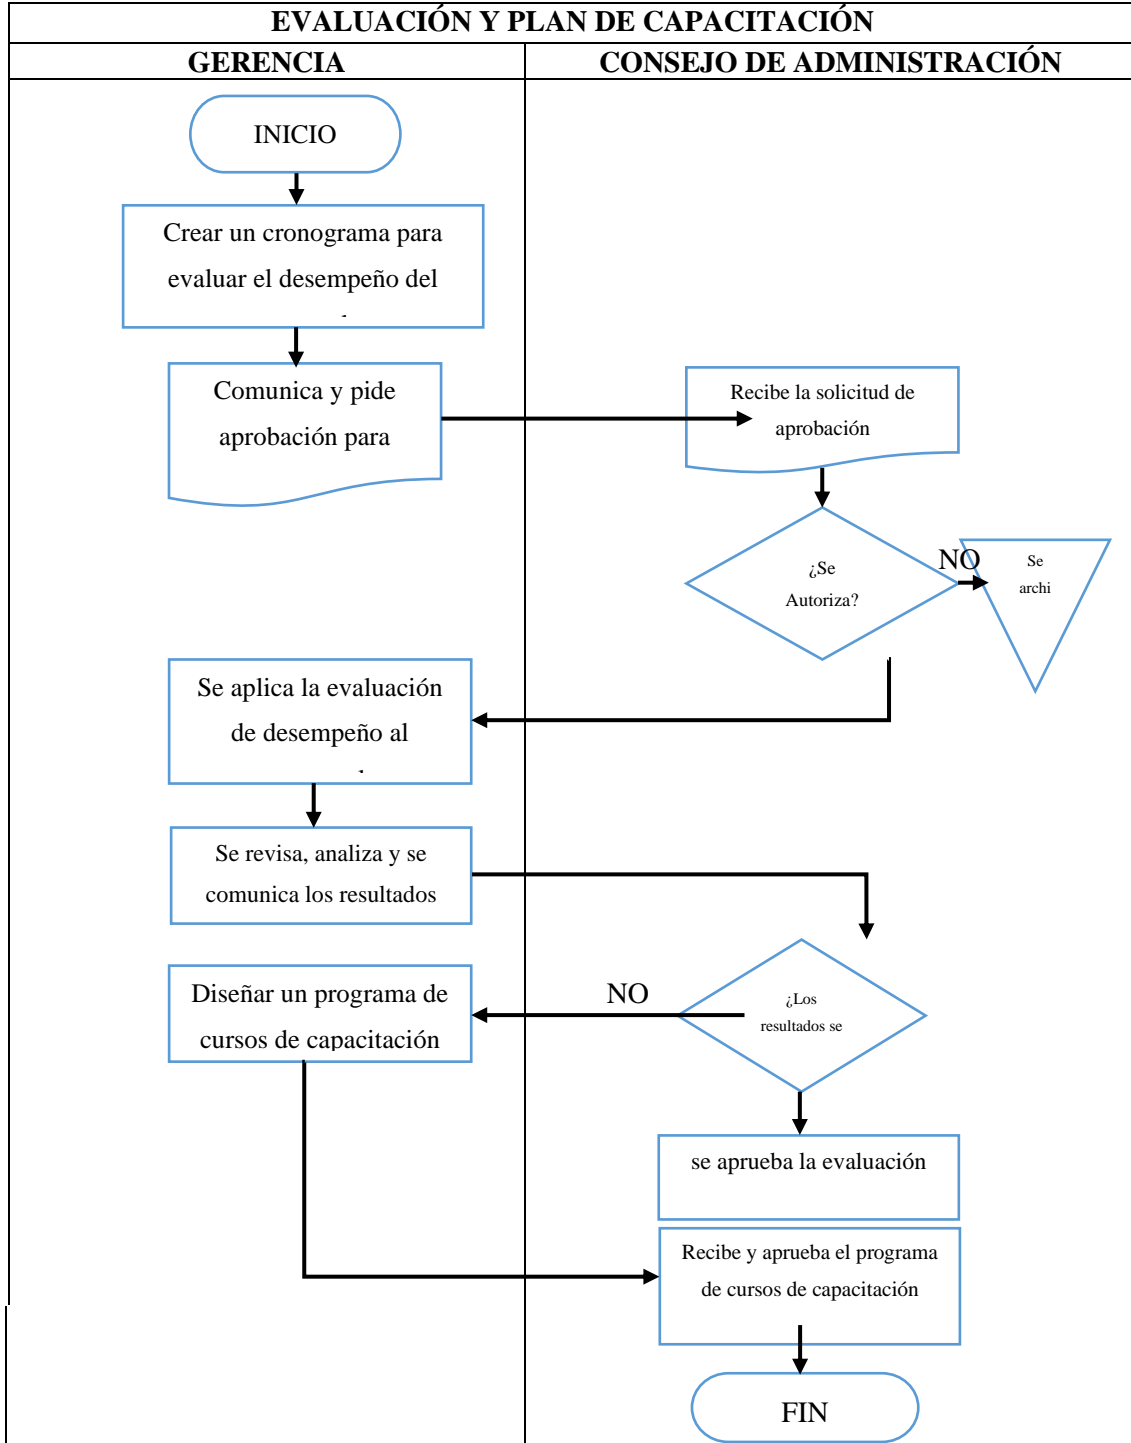 EVALUACIÓN Y PLAN DE CAPACITACIÓN
GERENCIA
CONSEJO DE ADMINISTRACIÓN
INICIO
Crear un cronograma para
evaluar el desempeño del
Comunica y pide
aprobación para
Recibe la solicitud de
aprobación
¿Se
Autoriza?
NO
Se
archi
Se aplica la evaluación
de desempeño al
Se revisa, analiza y se
comunica los resultados
¿Los
resultados se
NO
Diseñar un programa de
cursos de capacitación
se aprueba la evaluación
Recibe y aprueba el programa
de cursos de capacitación
FIN